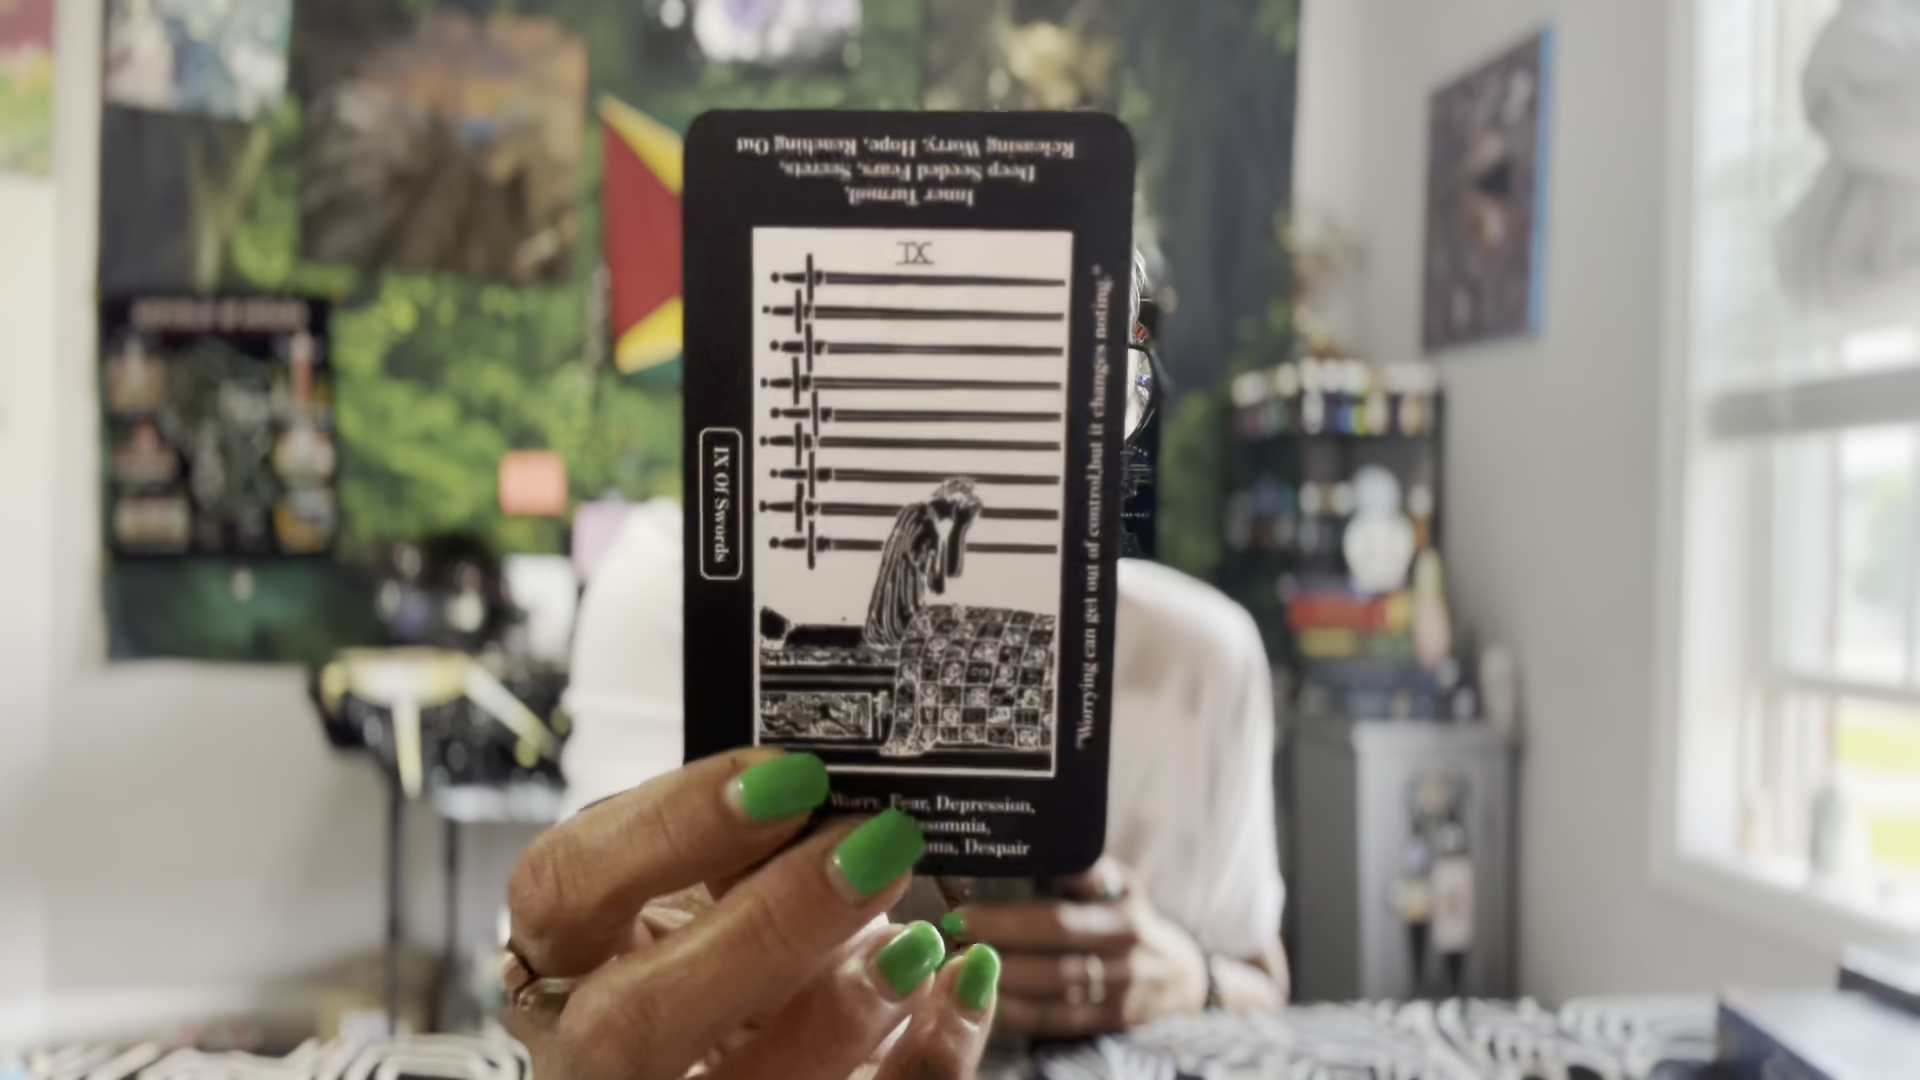 Releasing Worry, Hope, Reaching Out
Deep Seeded Fears, Secrets,
Inner Turmoil,
IX
IX Of Swords
"Worrying can get out of control,but it changes noting."
Worry, Fear, Depression,
Despair